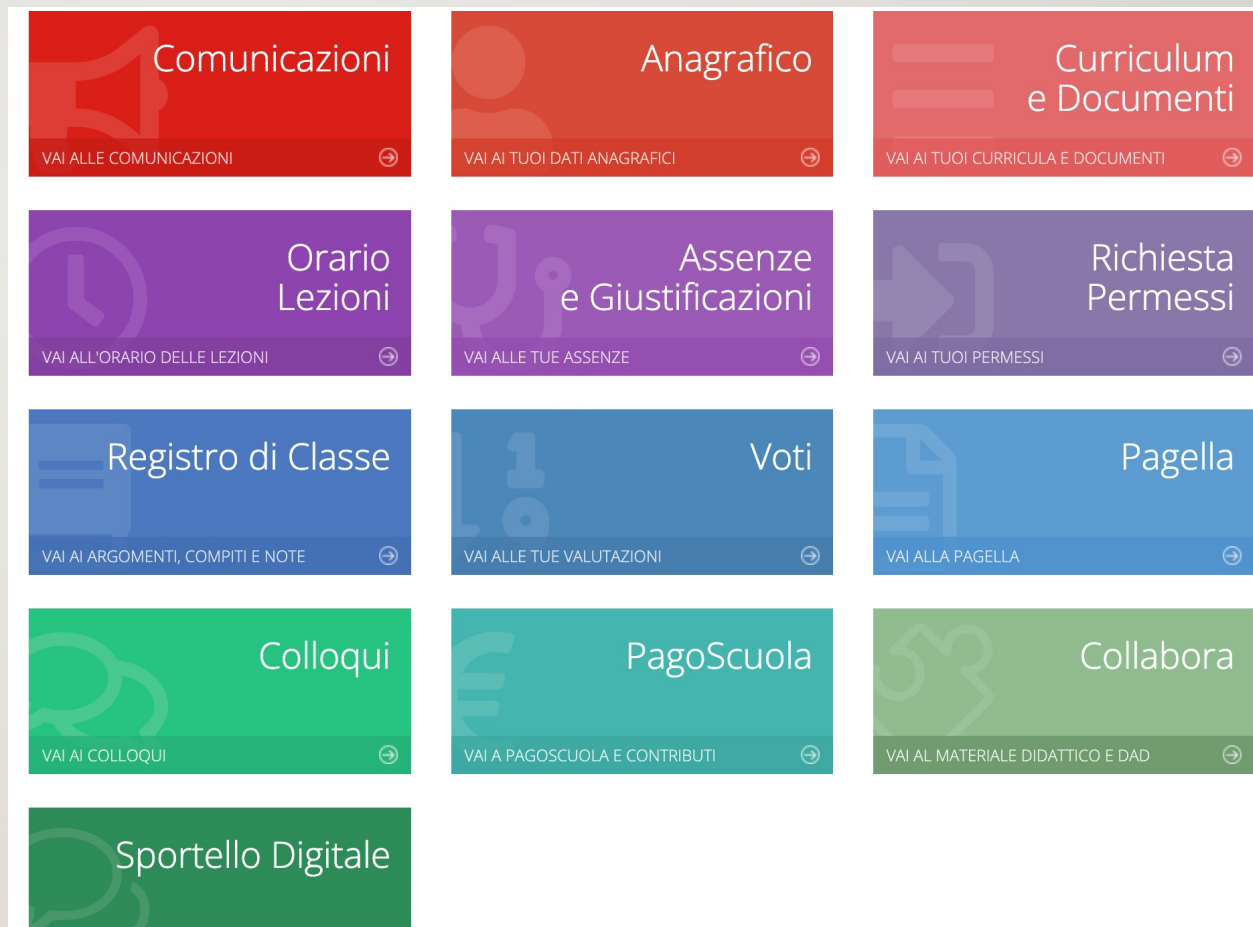 Comunicazioni
VAI ALLE COMUNICAZIONI
Anagrafico
VAI AI TUOI DATI ANAGRAFICI
Curriculum
e Documenti
VAI AI TUOI CURRICULA E DOCUMENTI
Orario
Lezioni
VAI ALL'ORARIO DELLE LEZIONI
Assenze
e Giustificazioni
VAI ALLE TUE ASSENZE
Richiesta
Permessi
VAI AI TUOI PERMESSI
Registro di Classe
VAI AI ARGOMENTI, COMPITI E NOTE
Voti
VAI ALLE TUE VALUTAZIONI
Pagella
VAI ALLA PAGELLA
Colloqui
VAI AI COLLOQUI
PagoScuola
VAI A PAGOSCUOLA E CONTRIBUTI
Collabora
VAI AL MATERIALE DIDATTICO E DAD
Sportello Digitale